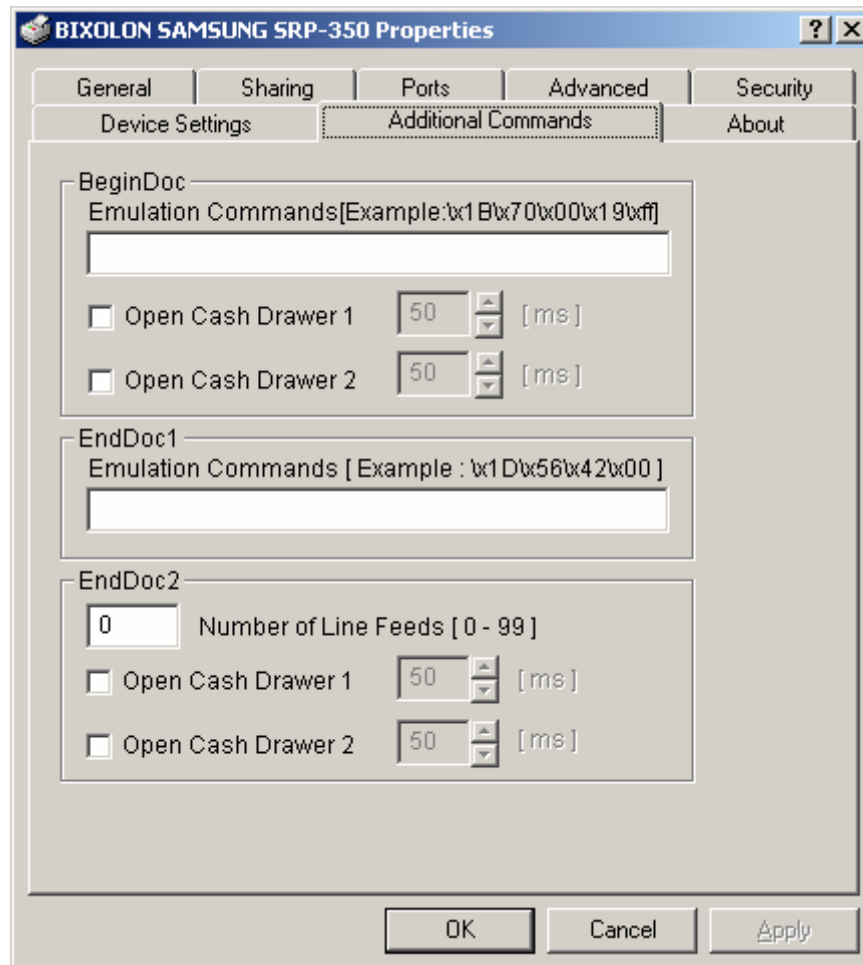 BIXOLON SAMSUNG SRP-350 Properties
General Sharing Ports Advanced Security
Device Settings Additional Commands About
BeginDoc
Emulation Commands[Example:\x1B\x70\x00\x19\xff]
Open Cash Drawer 1 50 [ ms ]
Open Cash Drawer 2 50 [ ms ]
EndDoc1
Emulation Commands [ Example : \x1D\x56\x42\x00 ]
EndDoc2
0 Number of Line Feeds [ 0 - 99 ]
Open Cash Drawer 1 50 [ ms ]
Open Cash Drawer 2 50 [ ms ]
OK Cancel Apply